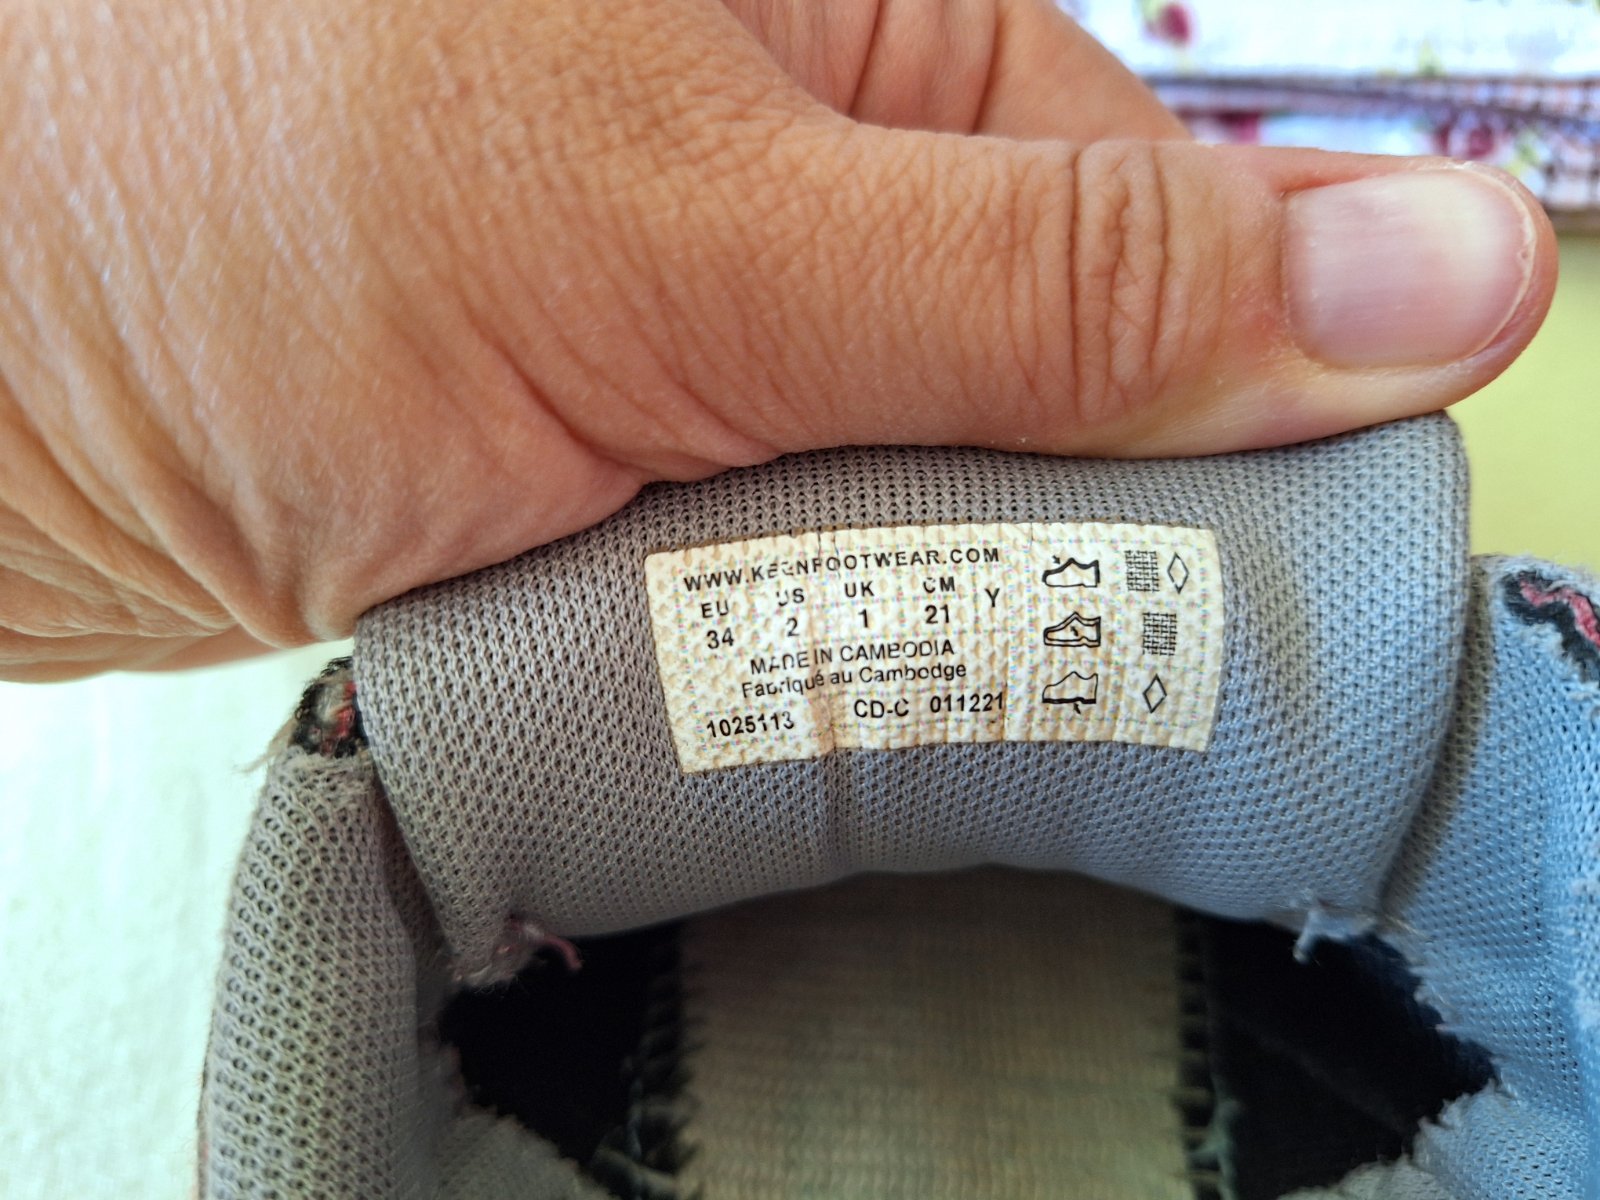 WWW.KEENFOOTWEAR.COM
EU US UK CM Y
34 2 1 21
MADE IN CAMBODIA
Fabriqué au Cambodge
1025113 CD-C 011221